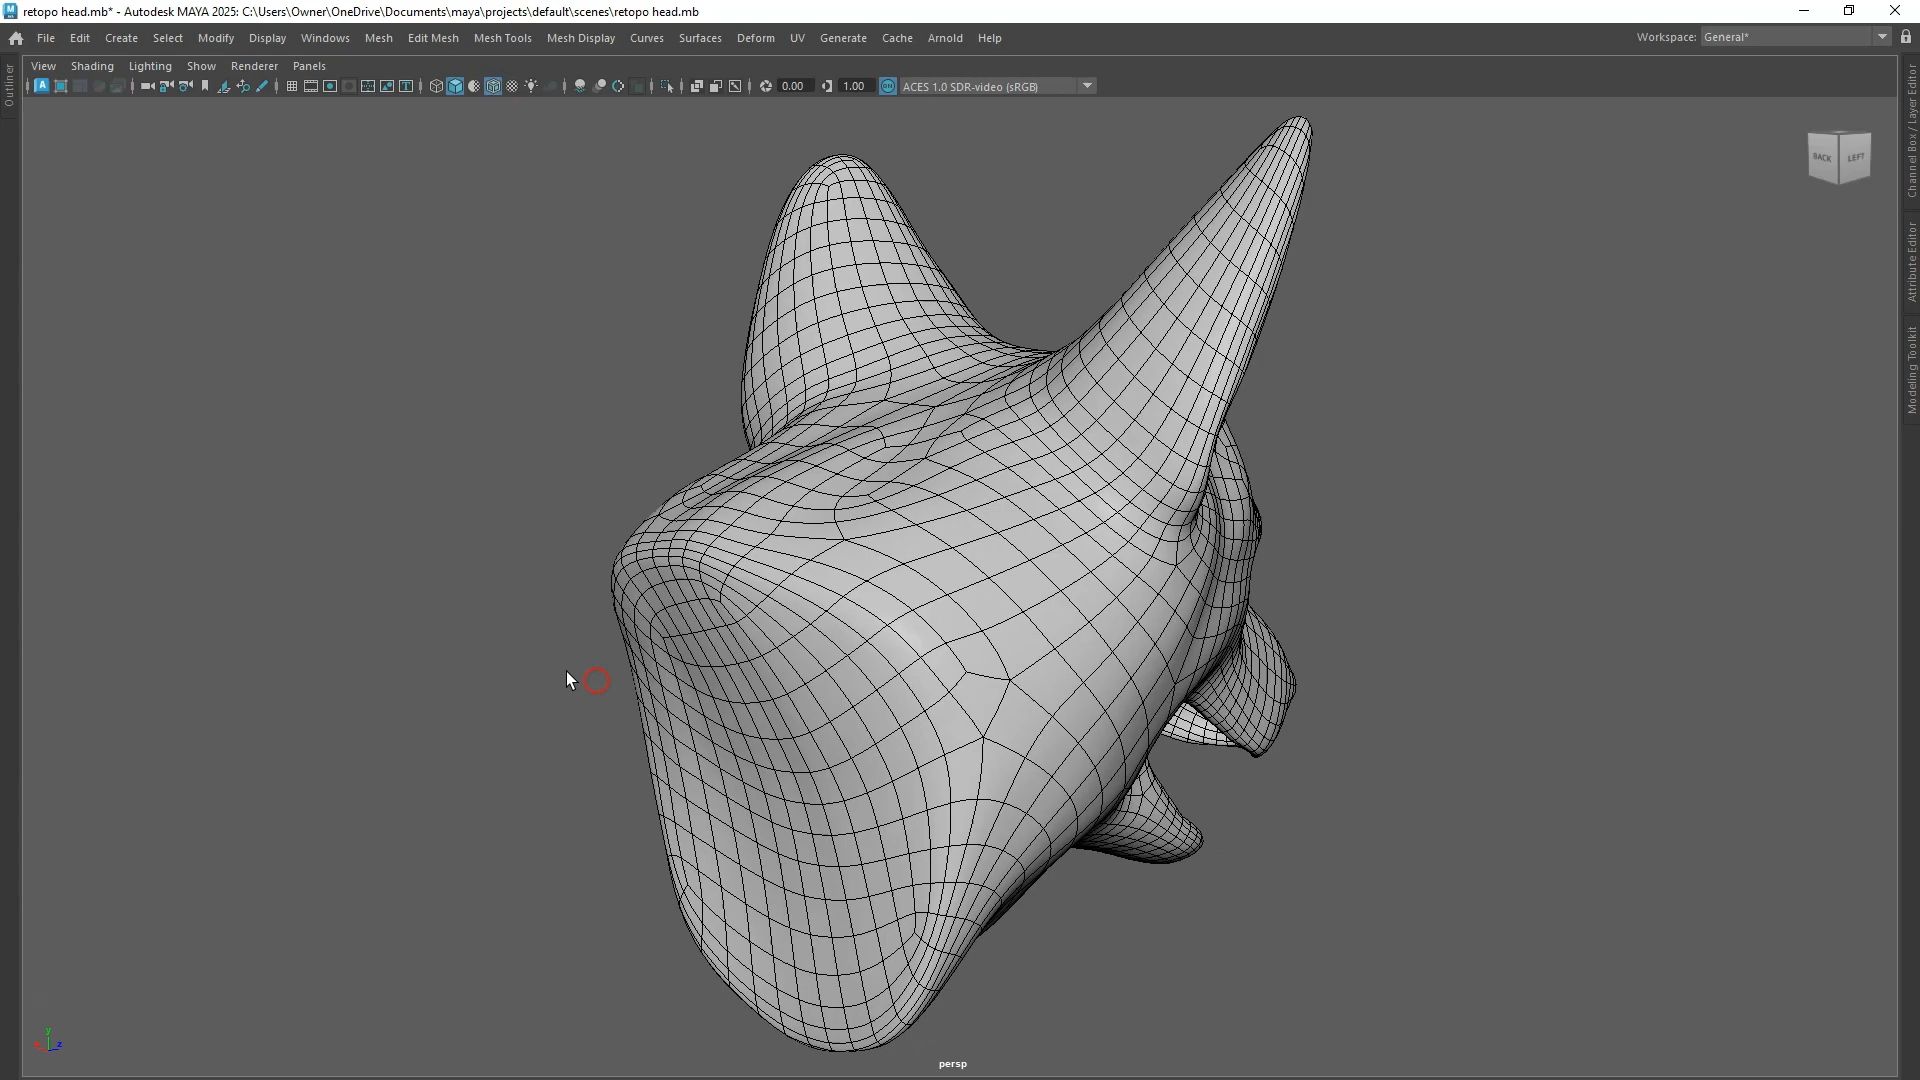 retopo head.mb* - Autodesk MAYA 2025: C:\Users\Owner\OneDrive\Documents\maya\projects\default\scenes\retopo head.mb
File Edit Create Select Modify Display Windows Mesh Edit Mesh Mesh Tools Mesh Display Curves Surfaces Deform UV Generate Cache Arnold Help Workspace: General*
View Shading Lighting Show Renderer Panels
0.00 1.00 ON ACES 1.0 SDR-video (sRGB)
Outliner
Channel Box / Layer Editor
Attribute Editor
Modeling Toolkit
BACK LEFT
y
z
persp